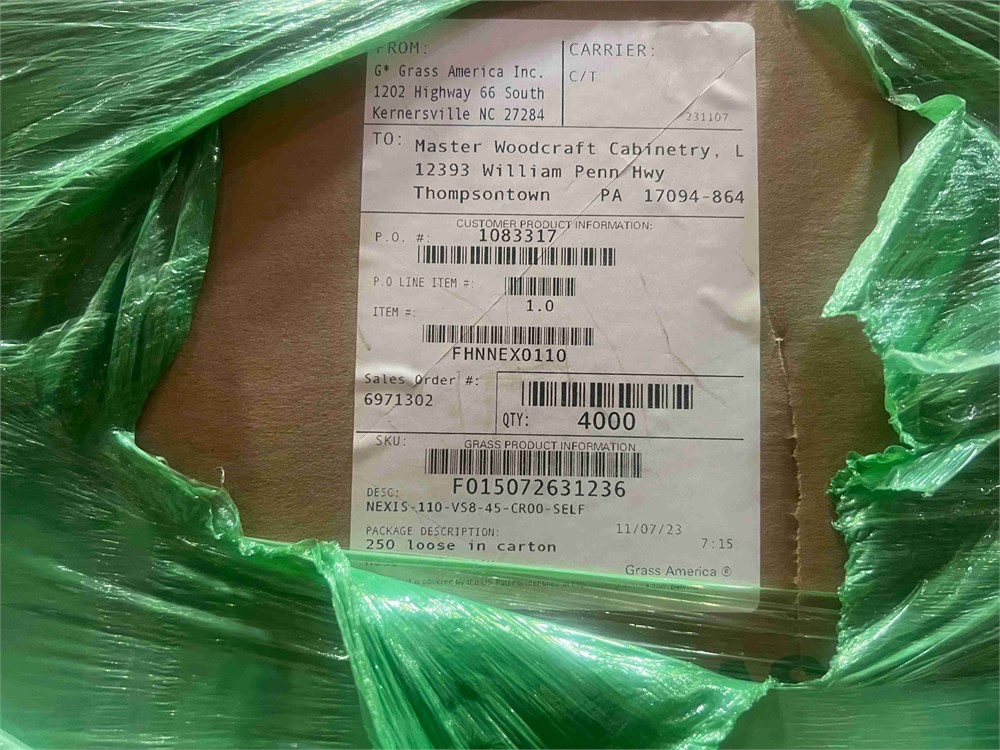 FROM:
G* Grass America Inc.
1202 Highway 66 South
Kernersville NC 27284
CARRIER:
C/T
231107
TO:
Master Woodcraft Cabinetry, L
12393 William Penn Hwy
Thompsontown PA 17094-864
CUSTOMER PRODUCT INFORMATION:
P.O. #: 1083317
P.O LINE ITEM #:
1.0
ITEM #:
FHNNEX0110
Sales Order #:
6971302
QTY: 4000
SKU:
GRASS PRODUCT INFORMATION
F015072631236
DESC:
NEXIS-110-VS8-45-CR00-SELF
PACKAGE DESCRIPTION:
250 loose in carton
11/07/23
7:15
Grass America ®